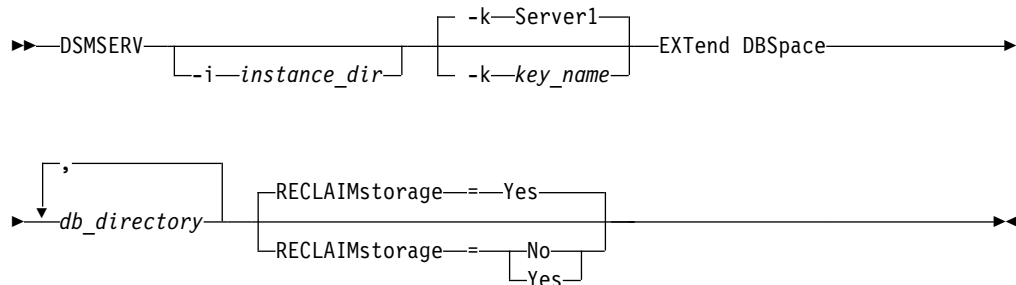 -k Server1
DSMSERV EXTend DBSpace
-i instance_dir -k key_name
,
RECLAIMstorage = Yes
db_directory
RECLAIMstorage = No
Yes